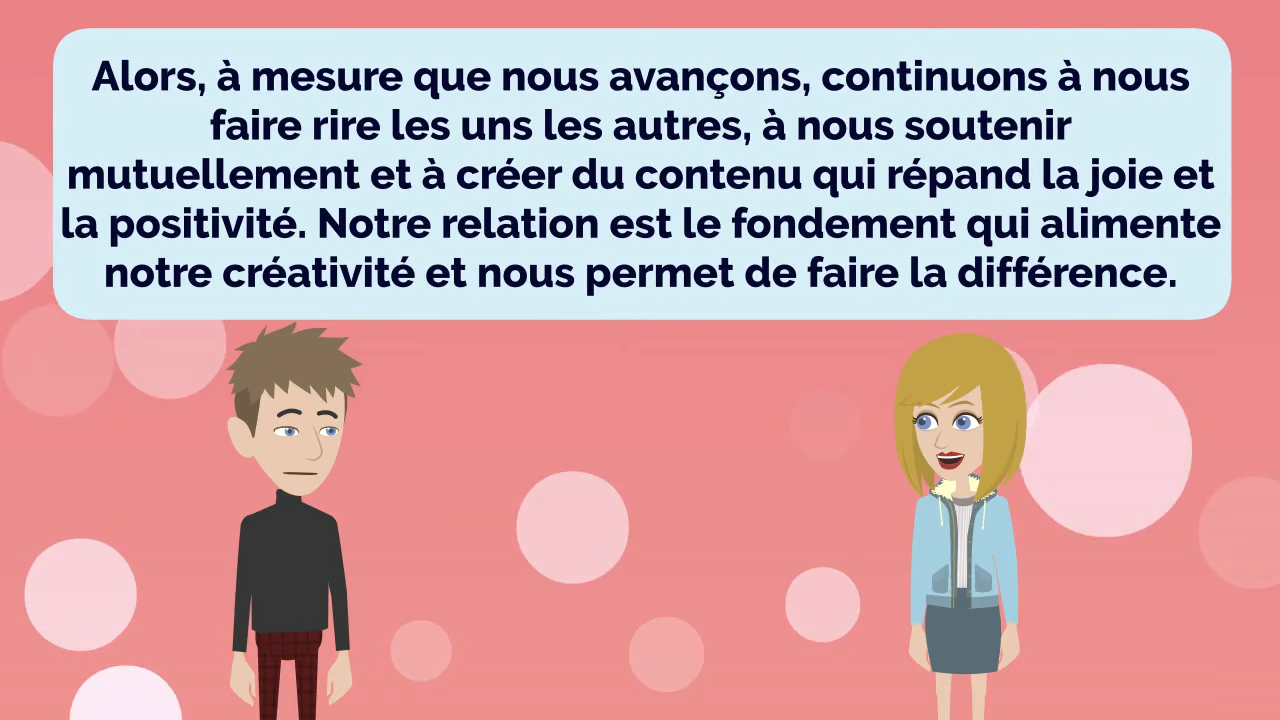 Alors, à mesure que nous avançons, continuons à nous
faire rire les uns les autres, à nous soutenir
mutuellement et à créer du contenu qui répand la joie et
la positivité. Notre relation est le fondement qui alimente
notre créativité et nous permet de faire la différence.